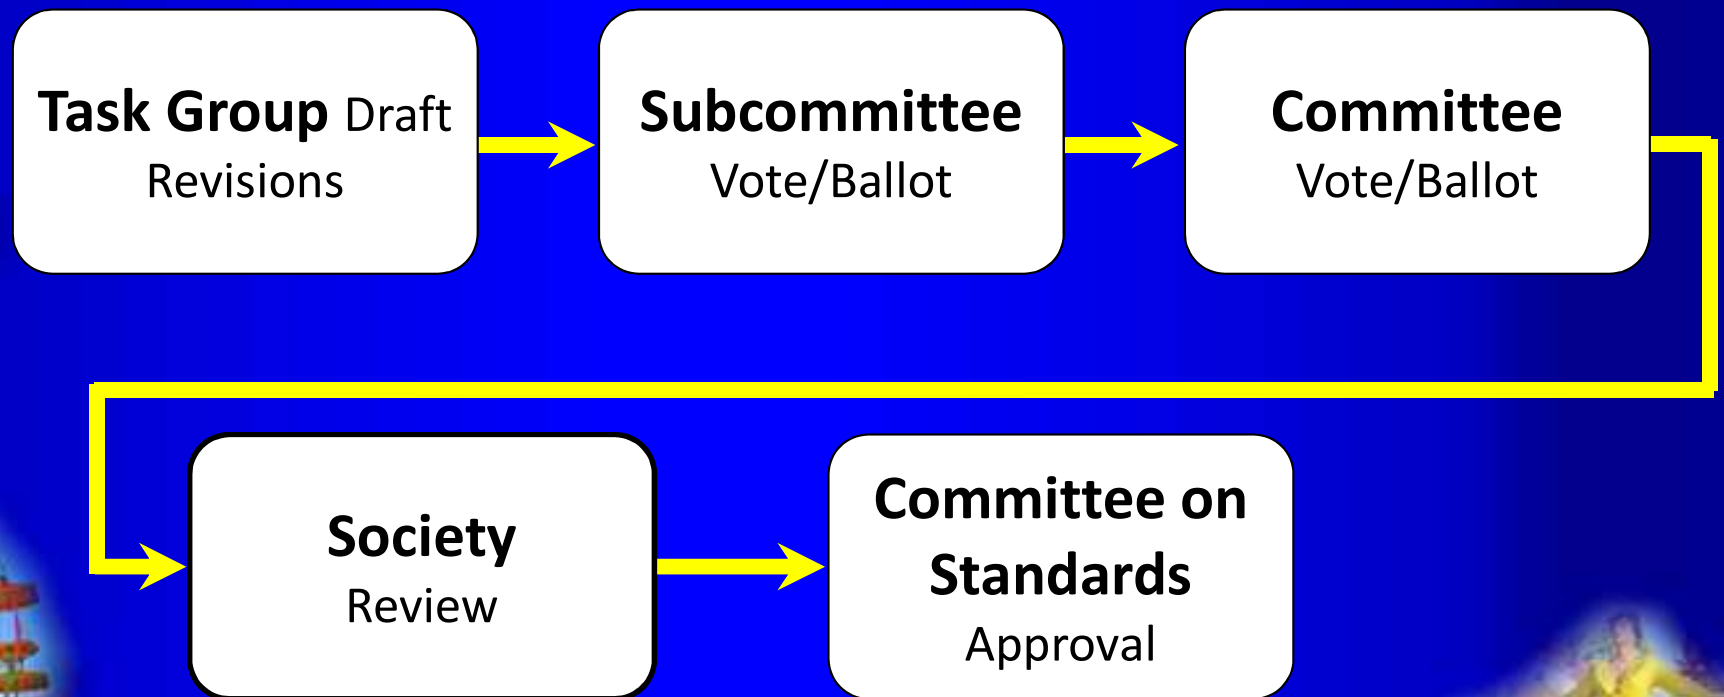 Task Group Draft
Revisions
Subcommittee
Vote/Ballot
Committee
Vote/Ballot
Society
Review
Committee on
Standards
Approval